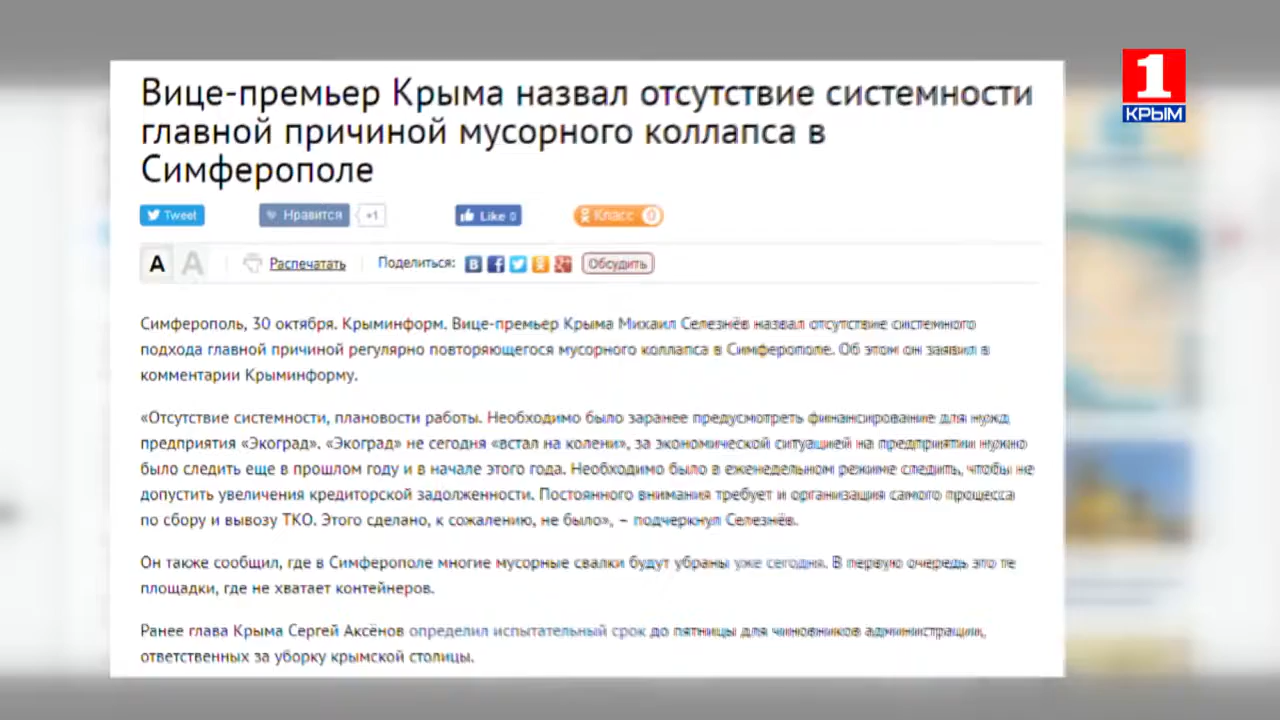 1
КРЫМ
Вице-премьер Крыма назвал отсутствие системности
главной причиной мусорного коллапса в
Симферополе
Tweet Нравится +1 Like 0 Класс 0
А А Распечатать Поделиться: Обсудить
Симферополь, 30 октября. Крыминформ. Вице-премьер Крыма Михаил Селезнёв назвал отсутствие системного
подхода главной причиной регулярно повторяющегося мусорного коллапса в Симферополе. Об этом он заявил в
комментарии Крыминформу.
«Отсутствие системности, плановости работы. Необходимо было заранее предусмотреть финансирование для нужд
предприятия «Экоград». «Экоград» не сегодня «встал на колени», за экономической ситуацией на предприятии нужно
было следить еще в прошлом году и в начале этого года. Необходимо было в еженедельном режиме следить, чтобы не
допустить увеличения кредиторской задолженности. Постоянного внимания требует и организация самого процесса
по сбору и вывозу ТКО. Этого сделано, к сожалению, не было», – подчеркнул Селезнёв.
Он также сообщил, где в Симферополе многие мусорные свалки будут убраны уже сегодня. В первую очередь это те
площадки, где не хватает контейнеров.
Ранее глава Крыма Сергей Аксёнов определил испытательный срок до пятницы для чиновников администрации,
ответственных за уборку крымской столицы.